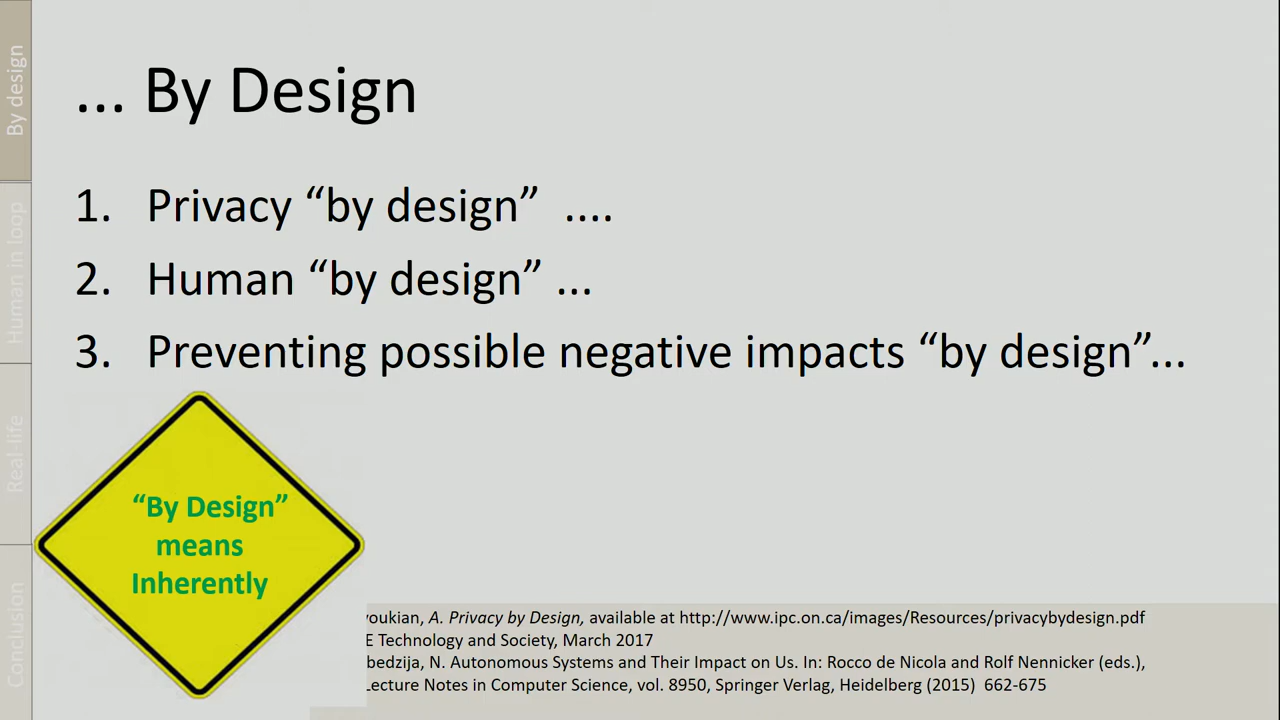 ... By Design
1. Privacy “by design” ....
2. Human “by design” ...
3. Preventing possible negative impacts “by design”...
“By Design”
means
Inherently
youkian, A. Privacy by Design, available at http://www.ipc.on.ca/images/Resources/privacybydesign.pdf
E Technology and Society, March 2017
bedzija, N. Autonomous Systems and Their Impact on Us. In: Rocco de Nicola and Rolf Nennicker (eds.),
Lecture Notes in Computer Science, vol. 8950, Springer Verlag, Heidelberg (2015) 662-675
By design
Human in loop
Real-life
Conclusion